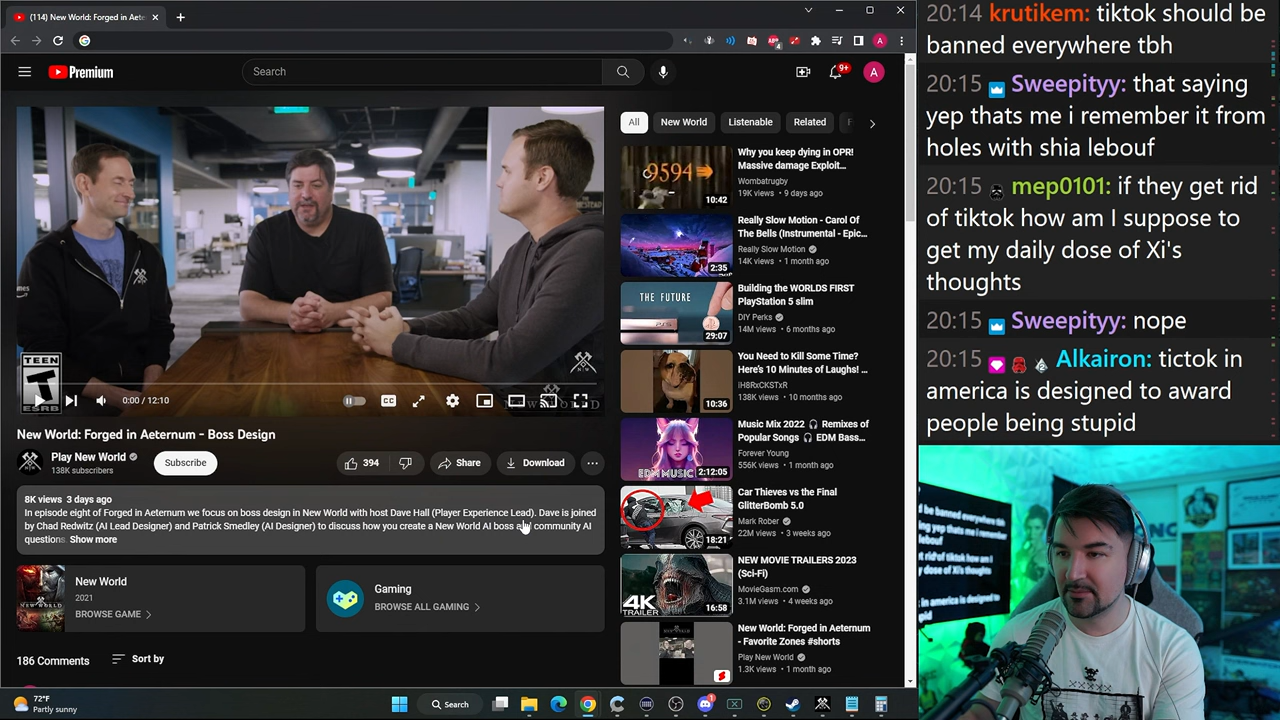 (114) New World: Forged in Aete
Premium
Search
9+
A
TEEN
T
ESRB
0:00 / 12:10
CC
New World: Forged in Aeternum - Boss Design
Play New World
138K subscribers
Subscribe
394
Share
Download
8K views 3 days ago
In episode eight of Forged in Aeternum we focus on boss design in New World with host Dave Hall (Player Experience Lead). Dave is joined
by Chad Redwitz (AI Lead Designer) and Patrick Smedley (AI Designer) to discuss how you create a New World AI boss and community AI
questions. Show more
New World
2021
BROWSE GAME
Gaming
BROWSE ALL GAMING
186 Comments
Sort by
All
New World
Listenable
Related
9594
10:42
Why you keep dying in OPR!
Massive damage Exploit...
Wombatrugby
19K views • 9 days ago
2:35
Really Slow Motion - Carol Of
The Bells (Instrumental - Epic...
Really Slow Motion
14K views • 1 month ago
THE FUTURE
29:07
Building the WORLDS FIRST
PlayStation 5 slim
DIY Perks
14M views • 6 months ago
10:36
You Need to Kill Some Time?
Here's 10 Minutes of Laughs! ...
IH8RxCKSTxR
138K views • 10 months ago
EDM MUSIC
2:12:05
Music Mix 2022 🎧 Remixes of
Popular Songs 🎧 EDM Bass...
Forever Young
556K views • 1 month ago
18:21
Car Thieves vs the Final
GlitterBomb 5.0
Mark Rober
22M views • 3 weeks ago
4K
TRAILER
16:58
NEW MOVIE TRAILERS 2023
(Sci-Fi)
MovieGasm.com
3.1M views • 4 weeks ago
New World: Forged in Aeternum
- Favorite Zones #shorts
Play New World
1.3K views • 1 month ago
72°F
Partly sunny
Search
20:14 krutikem: tiktok should be
banned everywhere tbh
20:15 Sweepityy: that saying
yep thats me i remember it from
holes with shia lebouf
20:15 mep0101: if they get rid
of tiktok how am I suppose to
get my daily dose of Xi's
thoughts
20:15 Sweepityy: nope
20:15 Alkairon: tictok in
america is designed to award
people being stupid